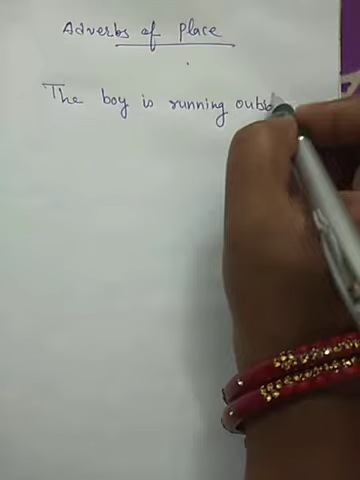 Adverbs of Place
The boy is running